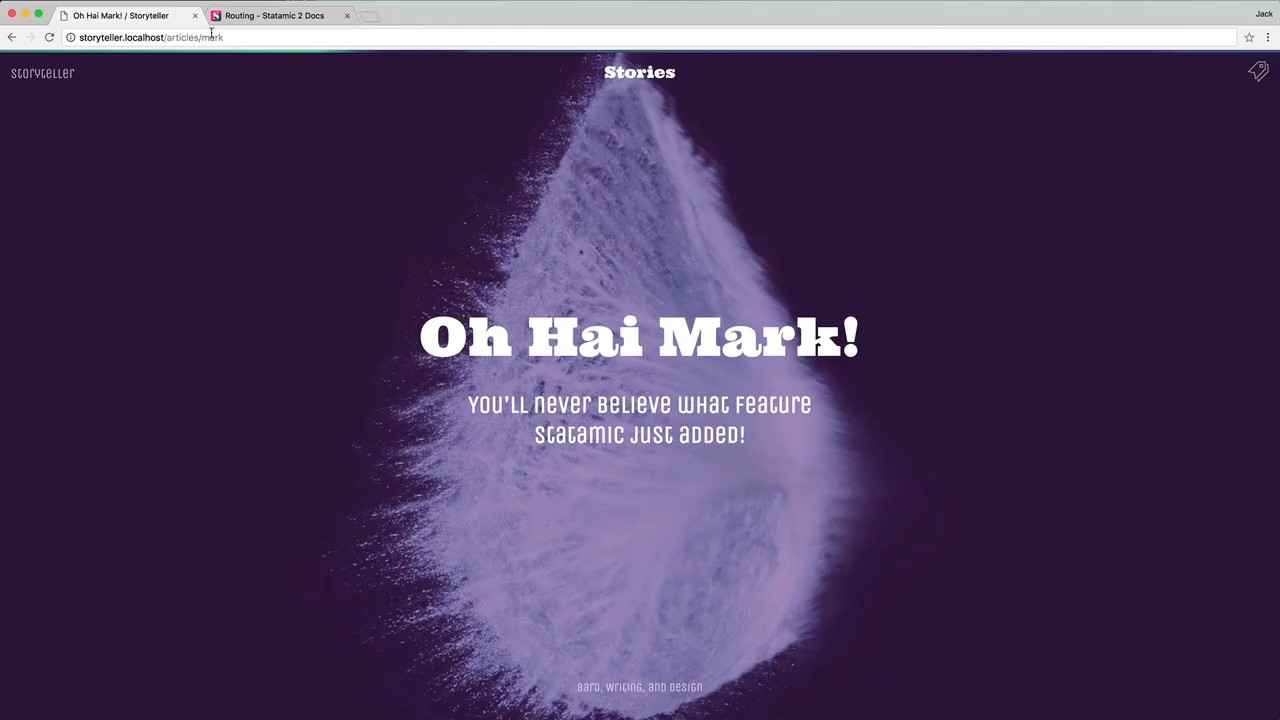 Oh Hai Mark! / Storyteller
Routing - Statamic 2 Docs
Jack
storyteller.localhost/articles/mark
Storyteller
Stories
Oh Hai Mark!
You'll never believe what feature
Statamic just added!
Bard, Writing, and Design